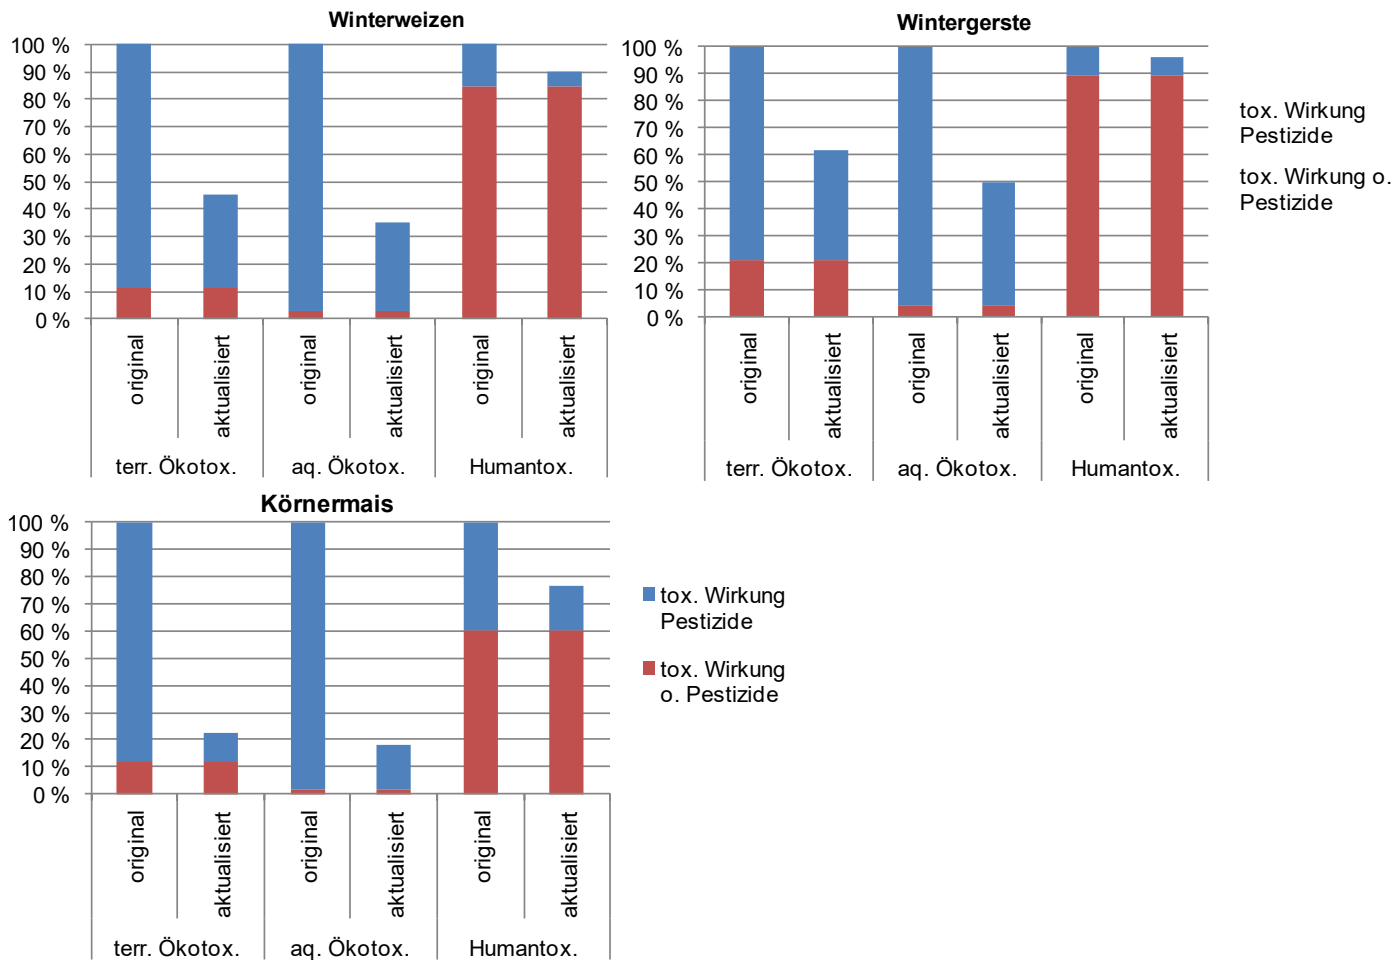 Winterweizen
100 %
90 %
80 %
70 %
60 %
50 %
40 %
30 %
20 %
10 %
0 %
original
aktualisiert
original
aktualisiert
original
aktualisiert
terr. Ökotox.
aq. Ökotox.
Humantox.
Wintergerste
100 %
90 %
80 %
70 %
60 %
50 %
40 %
30 %
20 %
10 %
0 %
original
aktualisiert
original
aktualisiert
original
aktualisiert
terr. Ökotox.
aq. Ökotox.
Humantox.
tox. Wirkung
Pestizide
tox. Wirkung o.
Pestizide
Körnermais
100 %
90 %
80 %
70 %
60 %
50 %
40 %
30 %
20 %
10 %
0 %
original
aktualisiert
original
aktualisiert
original
aktualisiert
terr. Ökotox.
aq. Ökotox.
Humantox.
tox. Wirkung
Pestizide
tox. Wirkung
o. Pestizide